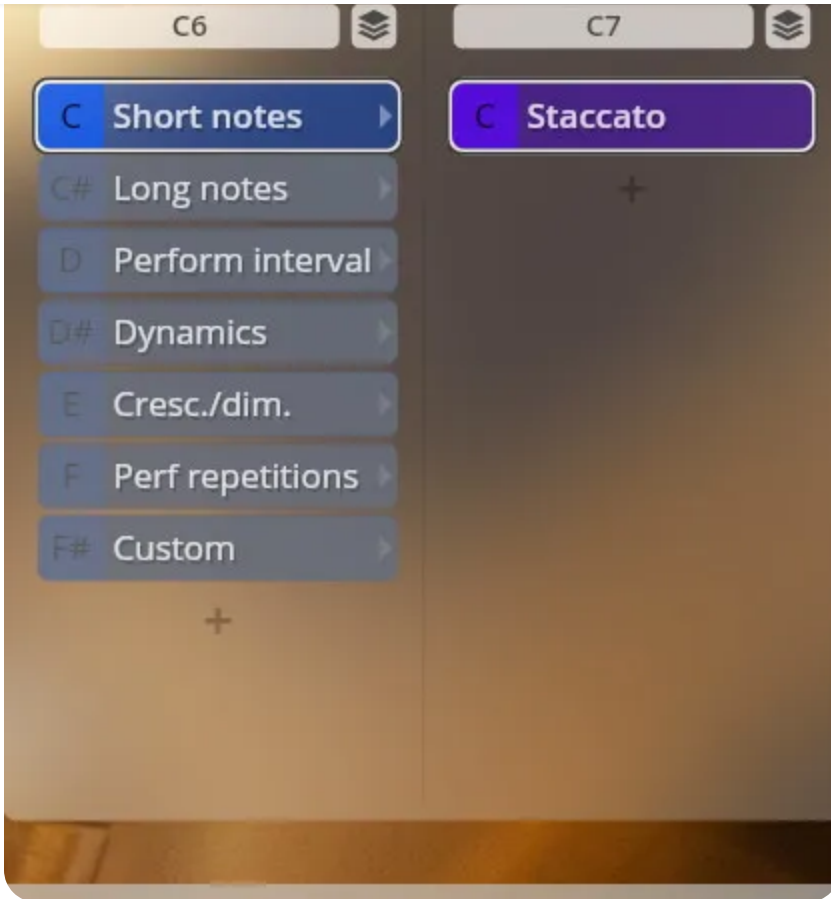 C6
C Short notes
C# Long notes
D Perform interval
D# Dynamics
E Cresc./dim.
F Perf repetitions
F# Custom
+
C7
C Staccato
+